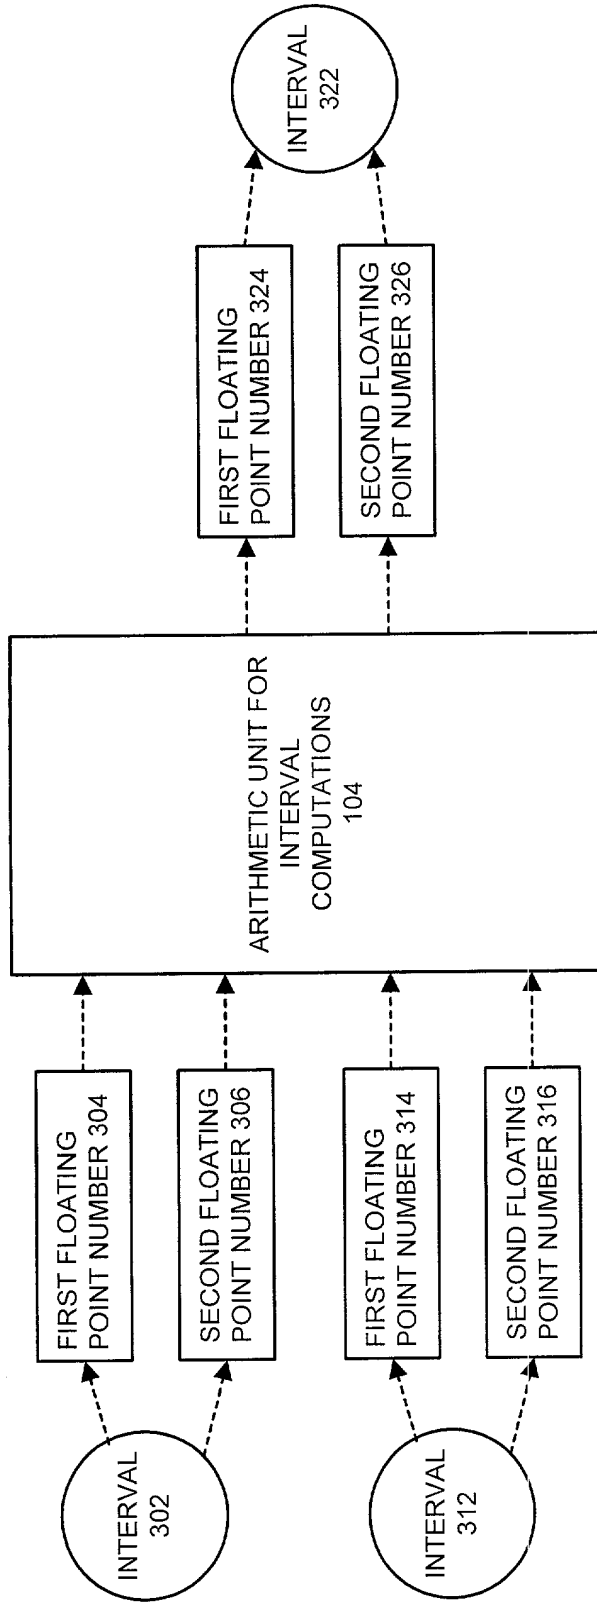 INTERVAL
302
FIRST FLOATING
POINT NUMBER 304
SECOND FLOATING
POINT NUMBER 306
INTERVAL
312
FIRST FLOATING
POINT NUMBER 314
SECOND FLOATING
POINT NUMBER 316
ARITHMETIC UNIT FOR
INTERVAL
COMPUTATIONS
104
FIRST FLOATING
POINT NUMBER 324
SECOND FLOATING
POINT NUMBER 326
INTERVAL
322